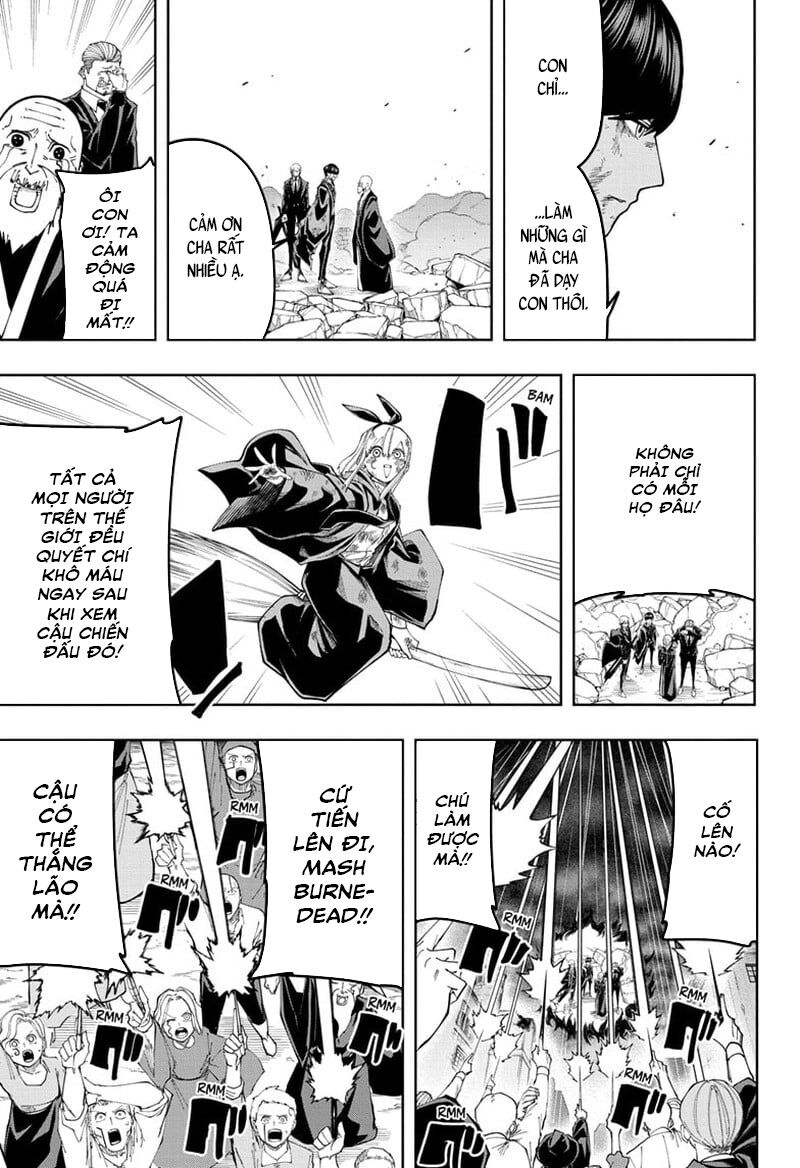 CON
CHỈ...
...LÀM
NHỮNG GÌ
MÀ CHA
ĐÃ DẠY
CON THÔI.
CẢM ƠN
CHA RẤT
NHIỀU Ạ.
ÔI
CON
ƠI! TA
CẢM
ĐỘNG
QUÁ
ĐI
MẤT!!
KHÔNG
PHẢI CHỈ
CÓ MỖI
HỌ ĐÂU!
BAM
TẤT CẢ
MỌI NGƯỜI
TRÊN THẾ
GIỚI ĐỀU
QUYẾT CHÍ
KHÔ MÁU
NGAY SAU
KHI XEM
CẬU CHIẾN
ĐẤU ĐÓ!
CỐ LÊN
NÀO!
CHÚ
LÀM
ĐƯỢC
MÀ!!
RMM
RMM
RMM
RMM
CỨ
TIẾN
LÊN ĐI,
MASH
BURNE-
DEAD!!
RMM
RMM
RMM
RMM
CẬU
CÓ
THỂ
THẮNG
LÃO
MÀ!!